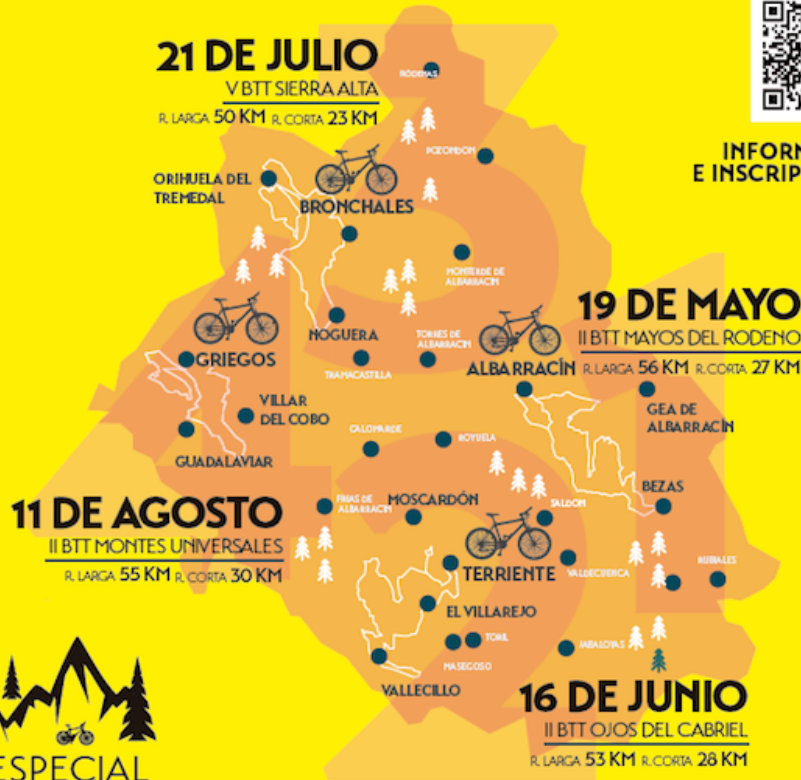 21 DE JULIO
V BTT SIERRA ALTA
R. LARGA 50 KM R. CORTA 23 KM
RÓDENAS
POZONDÓN
INFORM
E INSCRIP
ORIHUELA DEL
TREMEDAL
BRONCHALES
MONTERDE DE
ALBARRACÍN
19 DE MAYO
II BTT MAYOS DEL RODENO
R. LARGA 56 KM R. CORTA 27 KM
NOGUERA
TORRES DE
ALBARRACÍN
GRIEGOS
TRAMACASTILLA
ALBARRACÍN
VILLAR
DEL COBO
GEA DE
ALBARRACÍN
CALOMARDE
ROYUELA
GUADALAVIAR
BEZAS
11 DE AGOSTO
II BTT MONTES UNIVERSALES
R. LARGA 55 KM R. CORTA 30 KM
FRÍAS DE
ALBARRACÍN
MOSCARDÓN
SALDÓN
TERRIENTE
VALDECUENCA
RUBIALES
EL VILLAREJO
TORIL
MASEGOSO
JABALOYAS
VALLECILLO
16 DE JUNIO
II BTT OJOS DEL CABRIEL
R. LARGA 53 KM R. CORTA 28 KM
ESPECIAL
3
4
5
1
2